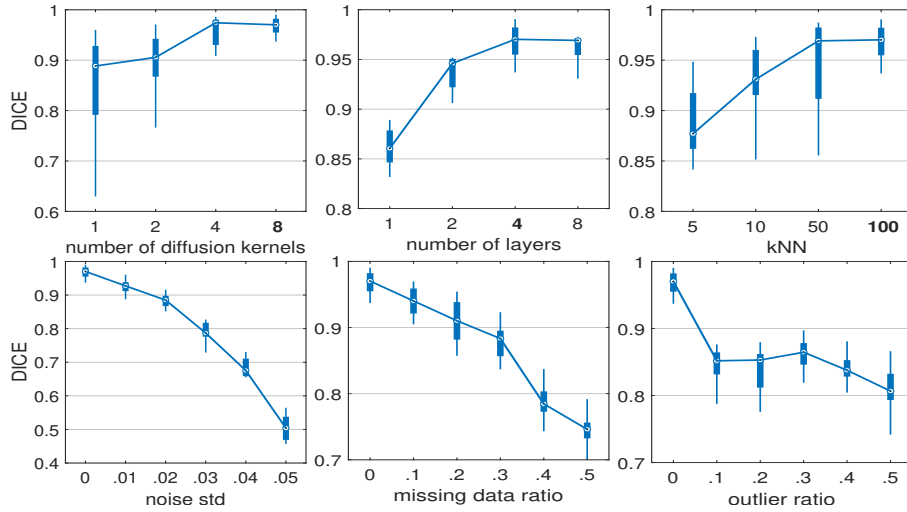 DICE
1
0.9
0.8
0.7
0.6
1 2 4 8
number of diffusion kernels
1
0.95
0.9
0.85
0.8
1 2 4 8
number of layers
1
0.95
0.9
0.85
0.8
5 10 50 100
kNN
DICE
1
0.9
0.8
0.7
0.6
0.5
0.4
0 .01 .02 .03 .04 .05
noise std
1
0.9
0.8
0.7
0 .1 .2 .3 .4 .5
missing data ratio
1
0.9
0.8
0.7
0 .1 .2 .3 .4 .5
outlier ratio